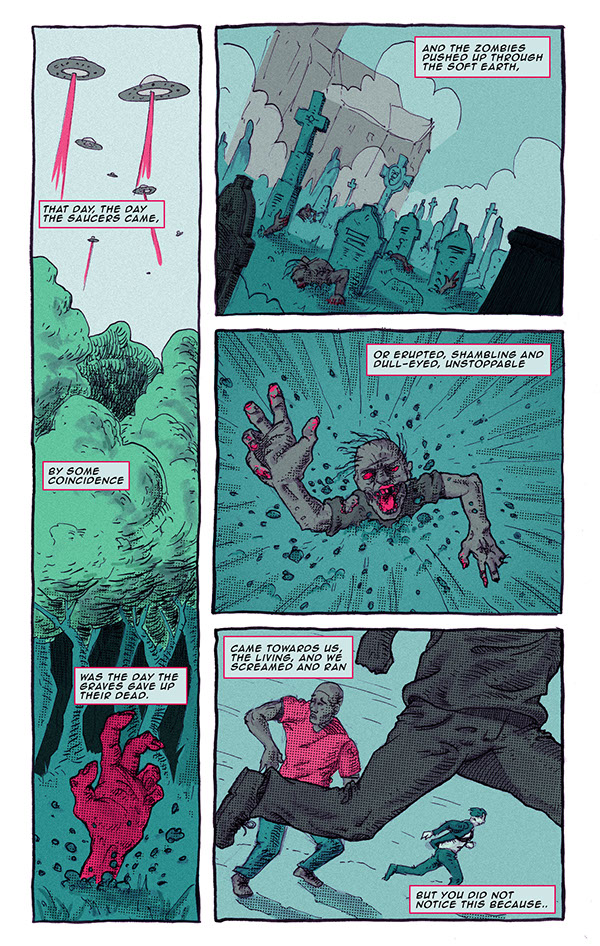 THAT DAY, THE DAY
THE SAUCERS CAME,
BY SOME
COINCIDENCE
WAS THE DAY THE
GRAVES GAVE UP
THEIR DEAD.
AND THE ZOMBIES
PUSHED UP THROUGH
THE SOFT EARTH,
OR ERUPTED, SHAMBLING AND
DULL-EYED, UNSTOPPABLE
CAME TOWARDS US,
THE LIVING, AND WE
SCREAMED AND RAN
BUT YOU DID NOT
NOTICE THIS BECAUSE..